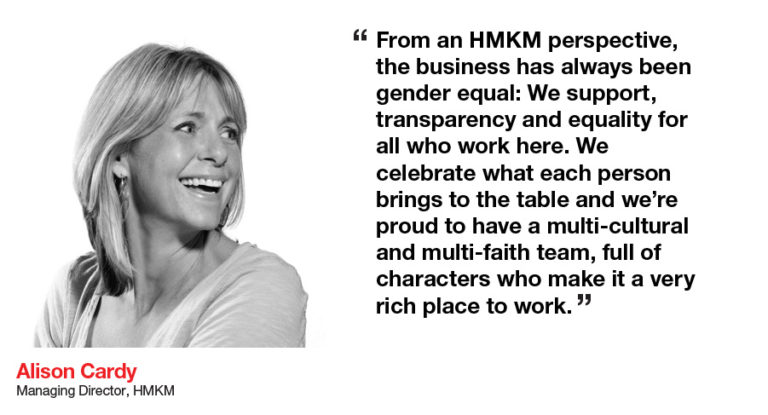 “ From an HMKM perspective,
the business has always been
gender equal: We support,
transparency and equality for
all who work here. We
celebrate what each person
brings to the table and we’re
proud to have a multi-cultural
and multi-faith team, full of
characters who make it a very
rich place to work. ”
Alison Cardy
Managing Director, HMKM